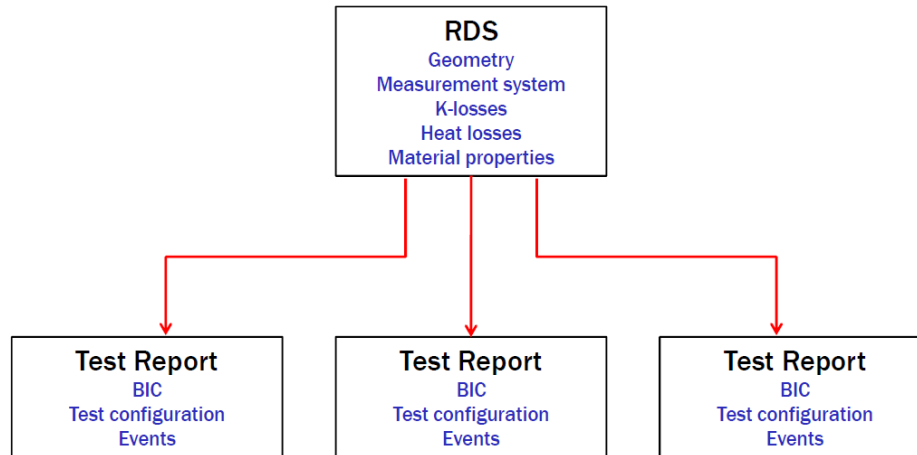 RDS
Geometry
Measurement system
K-losses
Heat losses
Material properties
Test Report
BIC
Test configuration
Events
Test Report
BIC
Test configuration
Events
Test Report
BIC
Test configuration
Events